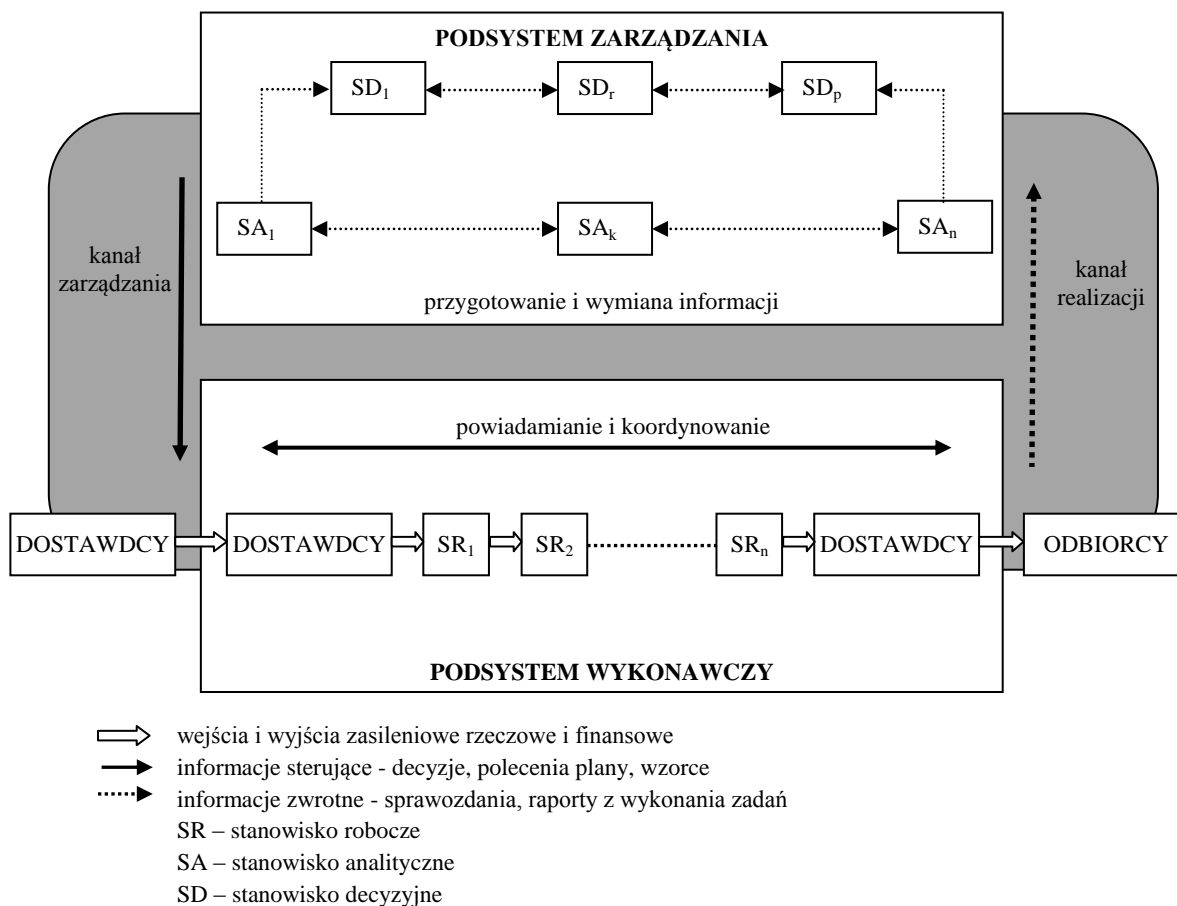 PODSYSTEM ZARZĄDZANIA
SD1
SDr
SDp
SA1
SAk
SAn
kanał
zarządzania
kanał
realizacji
przygotowanie i wymiana informacji
powiadamianie i koordynowanie
DOSTAWDCY
DOSTAWDCY
SR1
SR2
SRn
DOSTAWDCY
ODBIORCY
PODSYSTEM WYKONAWCZY
wejścia i wyjścia zasileniowe rzeczowe i finansowe
informacje sterujące - decyzje, polecenia plany, wzorce
informacje zwrotne - sprawozdania, raporty z wykonania zadań
SR – stanowisko robocze
SA – stanowisko analityczne
SD – stanowisko decyzyjne